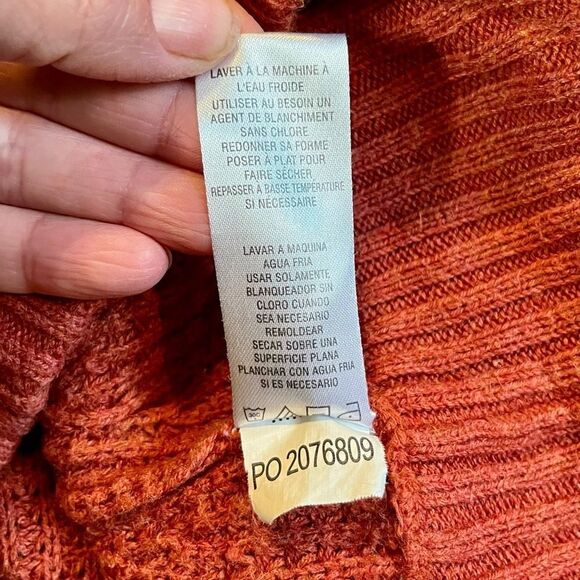 LAVER À LA MACHINE À
L'EAU FROIDE
UTILISER AU BESOIN UN
AGENT DE BLANCHIMENT
SANS CHLORE
REDONNER SA FORME
POSER À PLAT POUR
FAIRE SÉCHER,
REPASSER À BASSE TEMPÉRATURE
SI NÉCESSAIRE
LAVAR A MAQUINA
AGUA FRIA
USAR SOLAMENTE
BLANQUEADOR SIN
CLORO CUANDO
SEA NECESARIO
REMOLDEAR
SECAR SOBRE UNA
SUPERFICIE PLANA
PLANCHAR CON AGUA FRIA
SI ES NECESARIO
PO 2076809